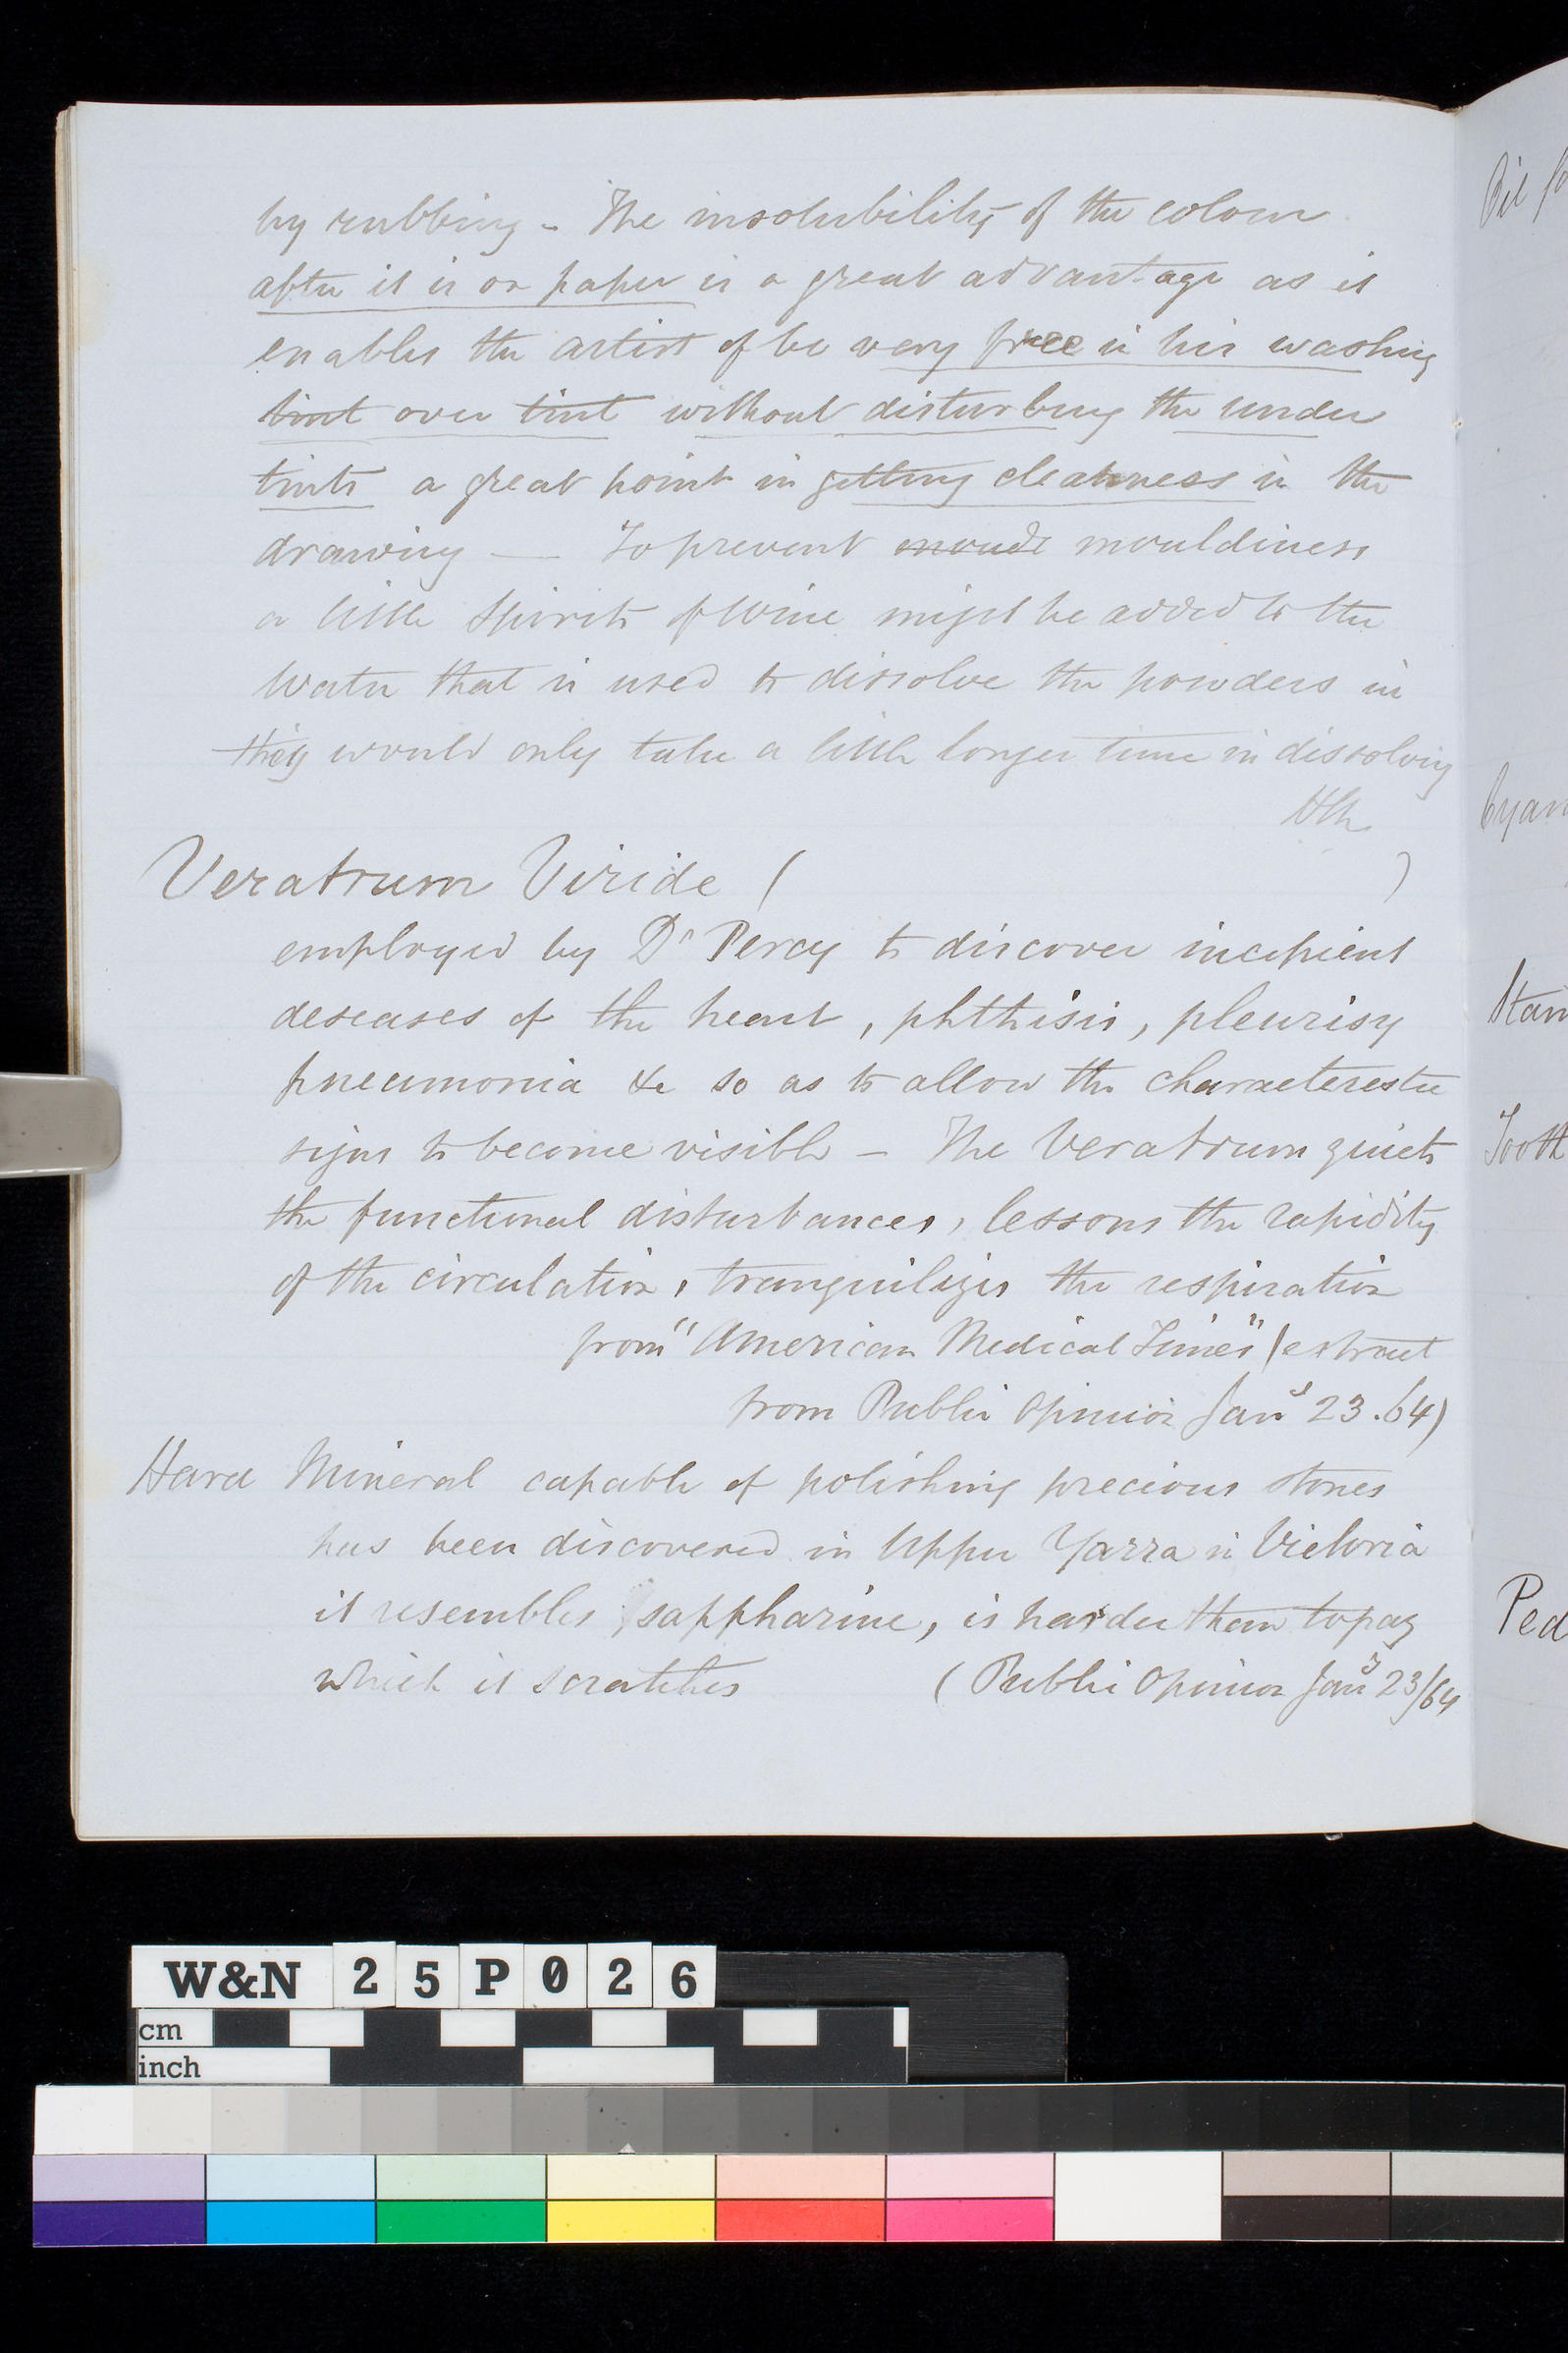 by rubbing - The insolubility of the colour
after it is on paper is a great advantage as it
enables the artist of be very free in his washing
tint over tint without disturbing the under
tints a great point in getting cleanness in the
drawing — To prevent mouldiness
a little Spirits of Wine might be added to the
Water that is used to dissolve the powders in
they would only take a little longer time in dissolving
Veratrum Viride ( )
employed by Dr Percy to discover incipient
deseases of the heart, phthisis, pleurisy
pneumonia &c so as to allow the characterestic
signs to become visible - The Veratrum quiets
the functional disturbances, lessons the rapidity
of the circulation, tranquilizes the respiration
from "American Medical Times" (extract
from Public Opinion Jany 23.64)
Hard Mineral capable of polishing precious stones
has been discovered in Upper Yarra in Victoria
it resembles sappharine, is harder than topaz
which it scratches (Public Opinion Jany 23/64
Oil
Cyan
Stan
Tooth
Ped
W&N 25P026
cm
inch